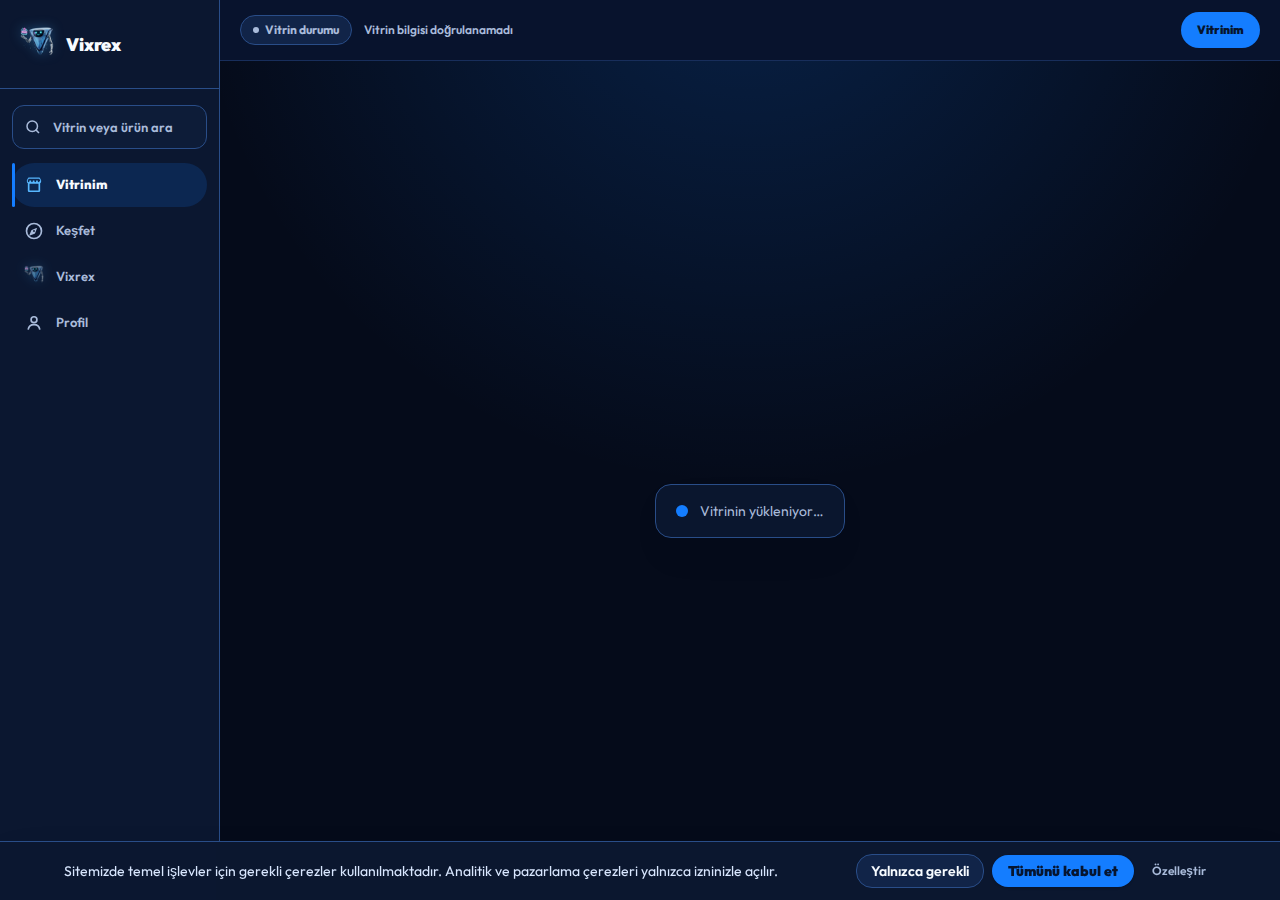 Vixrex
Vitrin durumu
Vitrin bilgisi doğrulanamadı
Vitrinim
Vitrin veya ürün ara
Vitrinim
Keşfet
Vixrex
Profil
Vitrinin yükleniyor…
Sitemizde temel işlevler için gerekli çerezler kullanılmaktadır. Analitik ve pazarlama çerezleri yalnızca izninizle açılır.
Yalnızca gerekli
Tümünü kabul et
Özelleştir